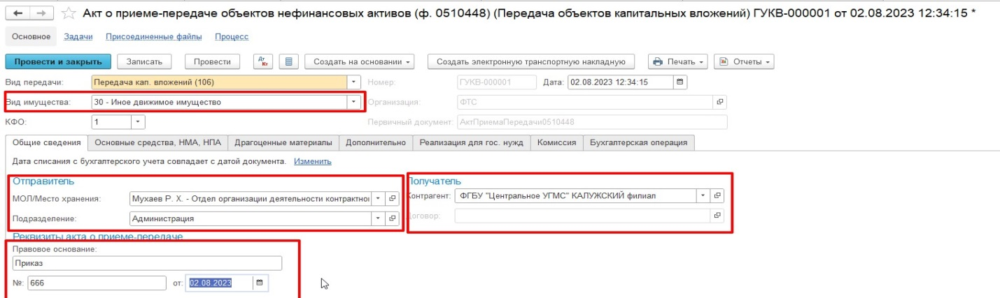 Акт о приеме-передаче объектов нефинансовых активов (ф. 0510448) (Передача объектов капитальных вложений) ГУКВ-000001 от 02.08.2023 12:34:15 *
Основное Задачи Присоединенные файлы Процесс
Провести и закрыть Записать Провести Дт Кт Создать на основании Создать электронную транспортную накладную Печать Отчеты
Вид передачи: Передача кап. вложений (106) Номер: ГУКВ-000001 Дата: 02.08.2023 12:34:15
Вид имущества: 30 - Иное движимое имущество Организация: ФТС
КФО: 1 Первичный документ: АктПриемаПередачи0510448
Общие сведения Основные средства, НМА, НПА Драгоценные материалы Дополнительно Реализация для гос. нужд Комиссия Бухгалтерская операция
Дата списания с бухгалтерского учета совпадает с датой документа. Изменить
Отправитель Получатель
МОЛ/Место хранения: Мухаев Р. Х. - Отдел организации деятельности контрактно Контрагент: ФГБУ "Центральное УГМС" КАЛУЖСКИЙ филиал
Подразделение: Администрация Договор:
Реквизиты акта о приеме-передаче
Правовое основание:
Приказ
№: 666 от: 02.08.2023